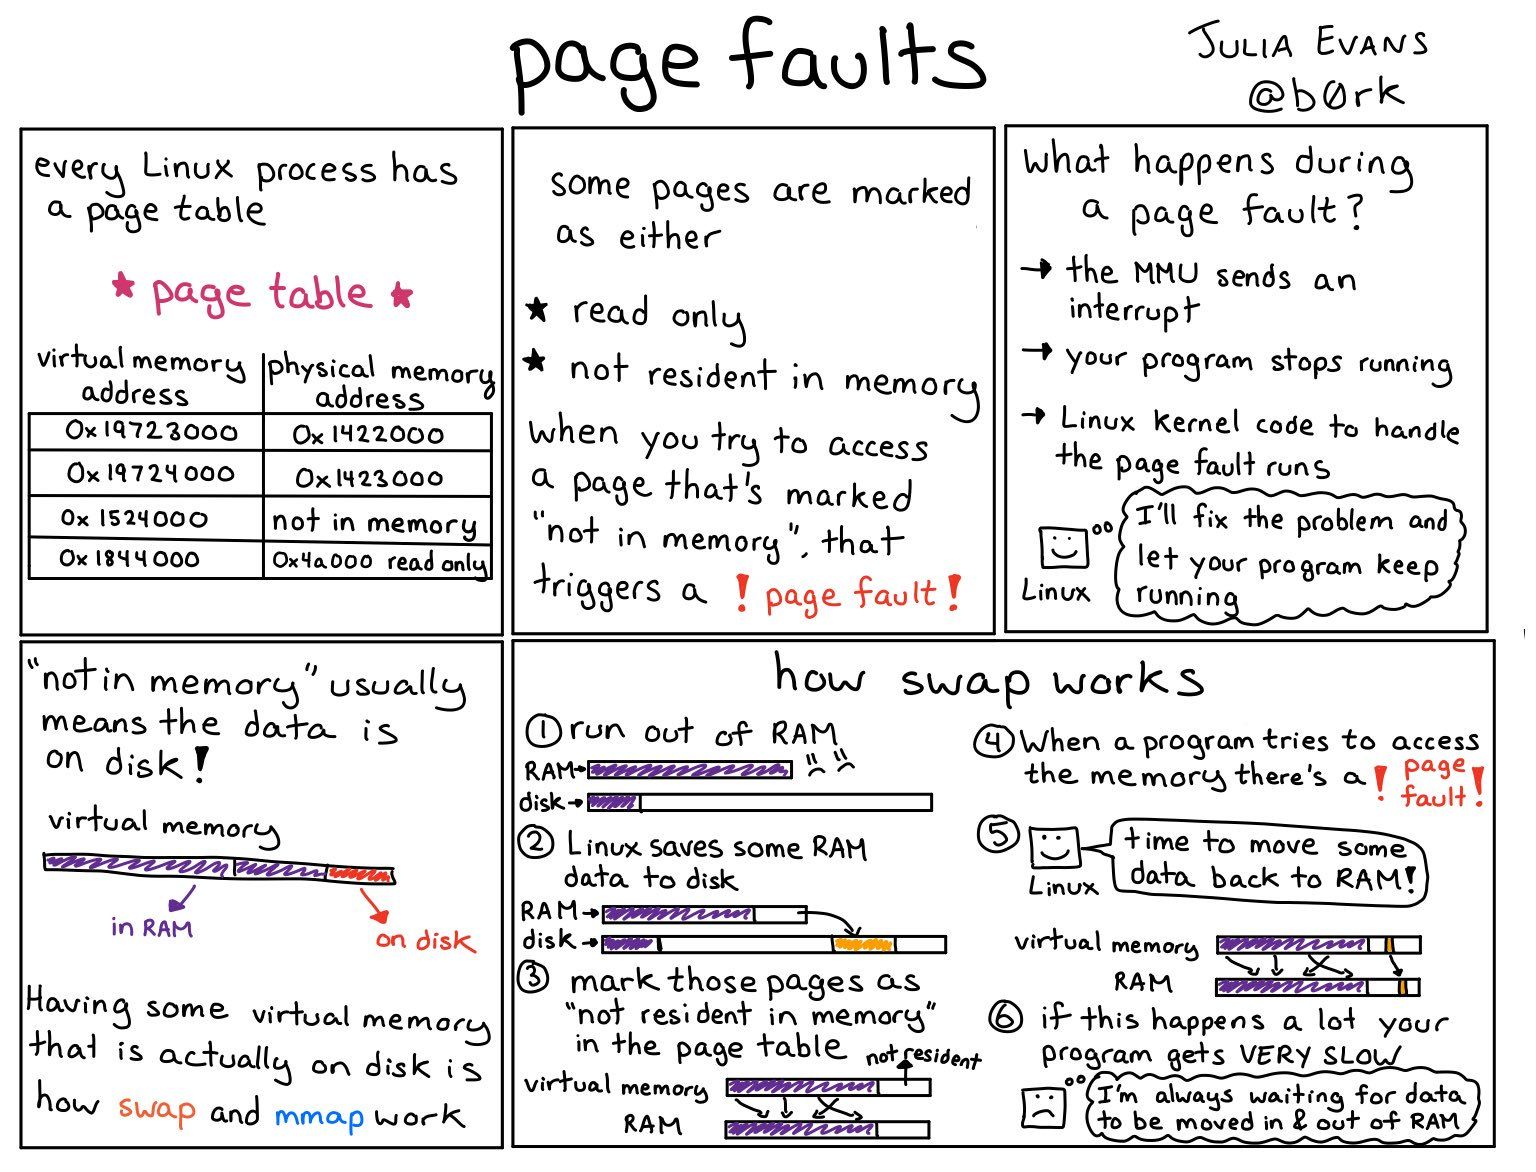 page faults
JULIA EVANS
@b0rk
every Linux process has
a page table
★ page table ★
virtual memory address | physical memory address
0x19723000 | 0x1422000
0x19724000 | 0x1423000
0x1524000 | not in memory
0x1844000 | 0x4a000 read only
some pages are marked
as either
★ read only
★ not resident in memory
when you try to access
a page that's marked
"not in memory", that
triggers a ! page fault!
what happens during
a page fault?
→ the MMU sends an
interrupt
→ your program stops running
→ Linux kernel code to handle
the page fault runs
I'll fix the problem and
let your program keep
running
Linux
"not in memory" usually
means the data is
on disk!
virtual memory
in RAM
on disk
Having some virtual memory
that is actually on disk is
how swap and mmap work
how swap works
① run out of RAM
RAM→
disk→
② Linux saves some RAM
data to disk
RAM→
disk→
③ mark those pages as
"not resident in memory"
in the page table
not resident
virtual memory
RAM
④ When a program tries to access
the memory there's a ! page fault!
⑤ time to move some
data back to RAM!
Linux
virtual memory
RAM
⑥ if this happens a lot your
program gets VERY SLOW
I'm always waiting for data
to be moved in & out of RAM